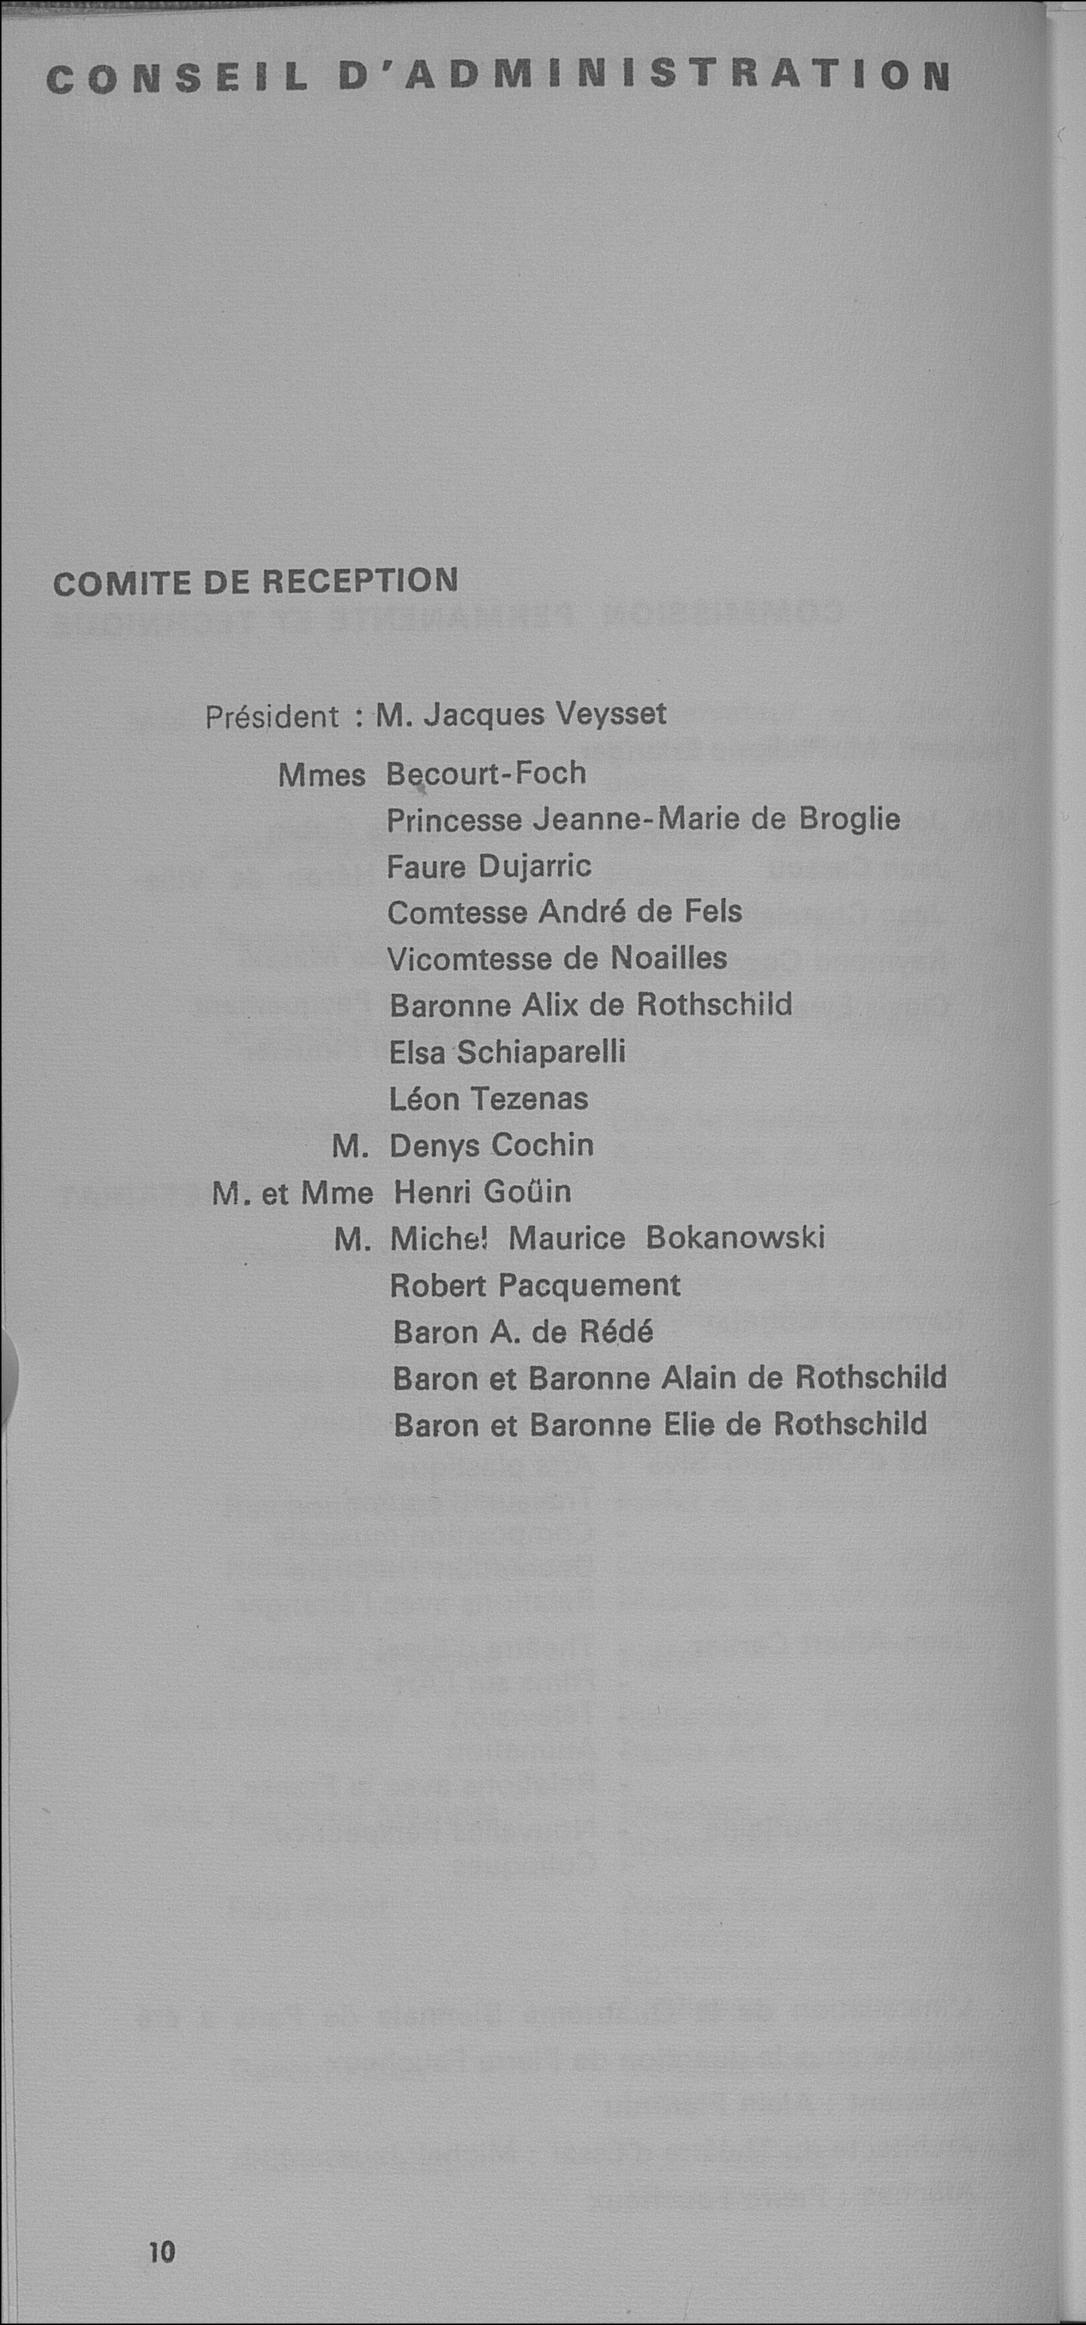 CONSEIL D'ADMINISTRATION
COMITE DE RECEPTION
Président : M. Jacques Veysset
Mmes Becourt-Foch
Princesse Jeanne-Marie de Broglie
Faure Dujarric
Comtesse André de Fels
Vicomtesse de Noailles
Baronne Alix de Rothschild
Elsa Schiaparelli
Léon Tezenas
M. Denys Cochin
M. et Mme Henri Goüin
M. Michel Maurice Bokanowski
Robert Pacquement
Baron A. de Rédé
Baron et Baronne Alain de Rothschild
Baron et Baronne Elie de Rothschild
10